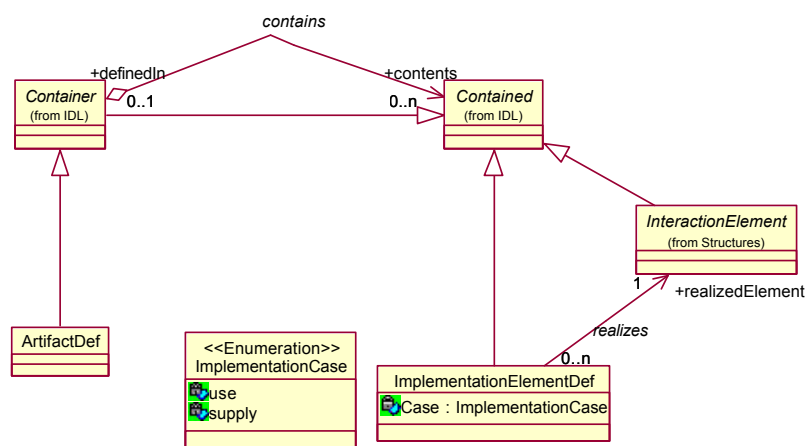 contains
+definedIn
+contents
Container
(from IDL)
0..1
0..n
Contained
(from IDL)
InteractionElement
(from Structures)
1
+realizedElement
realizes
0..n
ArtifactDef
<<Enumeration>>
ImplementationCase
use
supply
ImplementationElementDef
Case : ImplementationCase